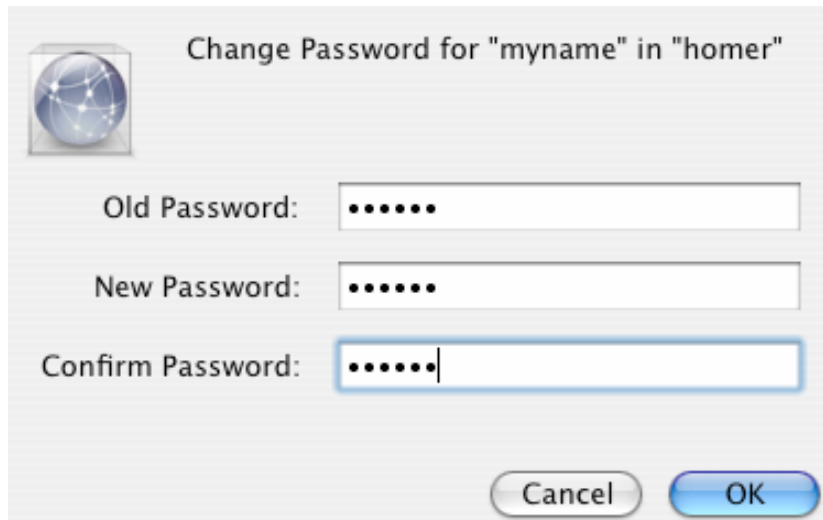 Change Password for "myname" in "homer"
Old Password: ••••••
New Password: ••••••
Confirm Password: ••••••
Cancel OK